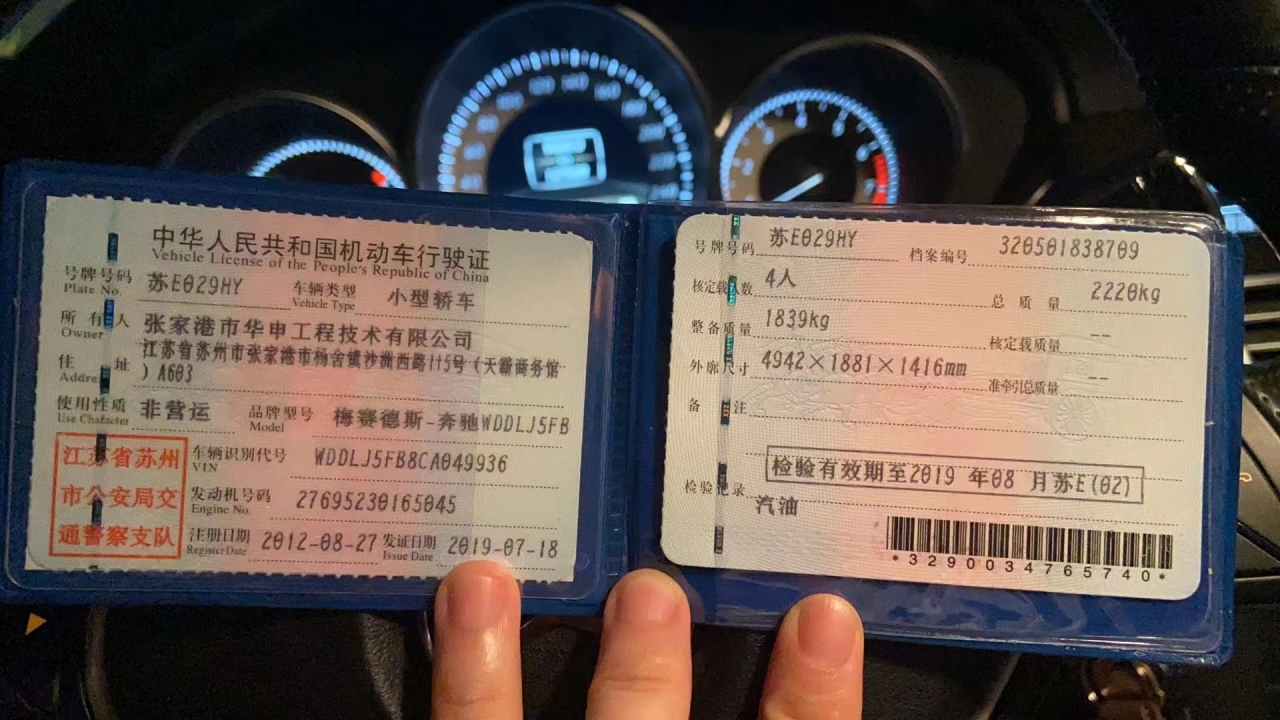 中华人民共和国机动车行驶证
Vehicle License of the People's Republic of China
号牌号码 苏E029HY 车辆类型 小型轿车
Plate No. Vehicle Type
所有人 张家港市华申工程技术有限公司
Owner
住址 江苏省苏州市张家港市杨舍镇沙洲西路115号(天霸商务馆
Address )A603
使用性质 非营运 品牌型号 梅赛德斯-奔驰WDDLJ5FB
Use Character Model
江苏省苏州
市公安局交
通警察支队
车辆识别代号 WDDLJ5FB8CA049936
VIN
发动机号码 27695230165045
Engine No.
注册日期 2012-08-27 发证日期 2019-07-18
Register Date Issue Date
号牌号码 苏E029HY 档案编号 320501838709
核定载人数 4人 总质量 2220kg
整备质量 1839kg 核定载质量 --
外廓尺寸 4942×1881×1416mm 准牵引总质量 --
备注
检验有效期至2019 年08 月苏E(02)
检验记录
汽油
*3290034765740*